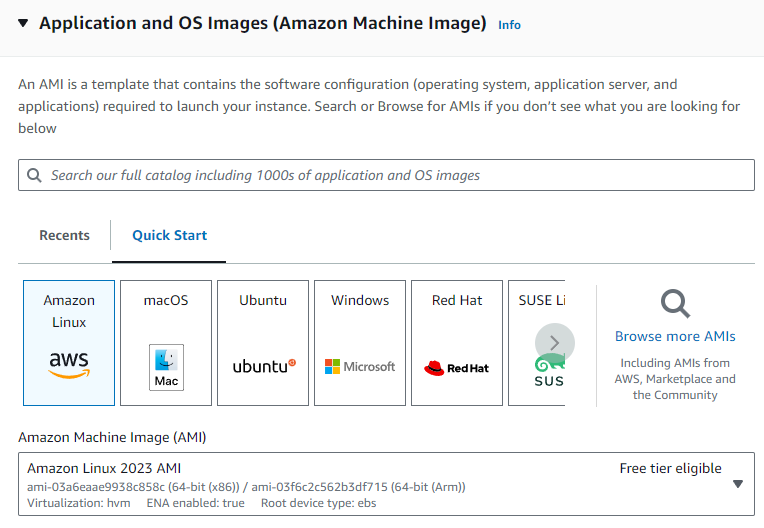 Application and OS Images (Amazon Machine Image) Info
An AMI is a template that contains the software configuration (operating system, application server, and
applications) required to launch your instance. Search or Browse for AMIs if you don't see what you are looking for
below
Search our full catalog including 1000s of application and OS images
Recents
Quick Start
Amazon
Linux
aws
macOS
Mac
Ubuntu
ubuntu
Windows
Microsoft
Red Hat
Red Hat
SUSE Li
SUS
Browse more AMIs
Including AMIs from
AWS, Marketplace and
the Community
Amazon Machine Image (AMI)
Amazon Linux 2023 AMI
Free tier eligible
ami-03a6eaae9938c858c (64-bit (x86)) / ami-03f6c2c562b3df715 (64-bit (Arm))
Virtualization: hvm ENA enabled: true Root device type: ebs